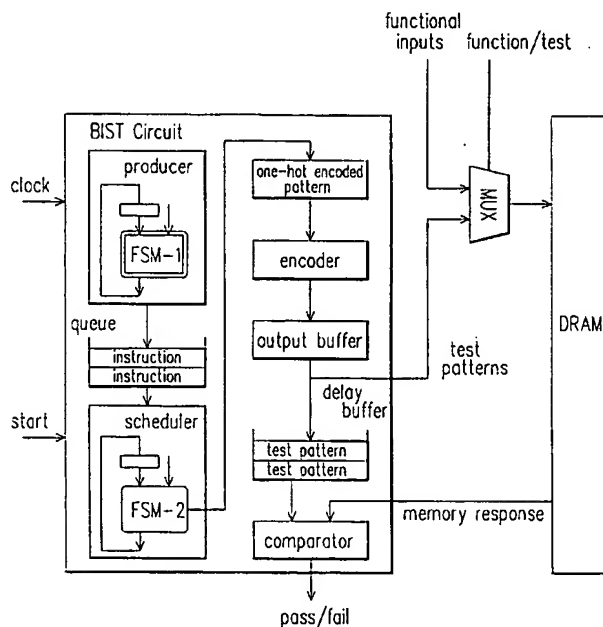 functional
inputs
function/test
BIST Circuit
producer
clock
FSM-1
queue
instruction
instruction
start
scheduler
FSM-2
one-hot encoded
pattern
encoder
output buffer
delay
buffer
test pattern
test pattern
comparator
pass/fail
MUX
test
patterns
memory response
DRAM